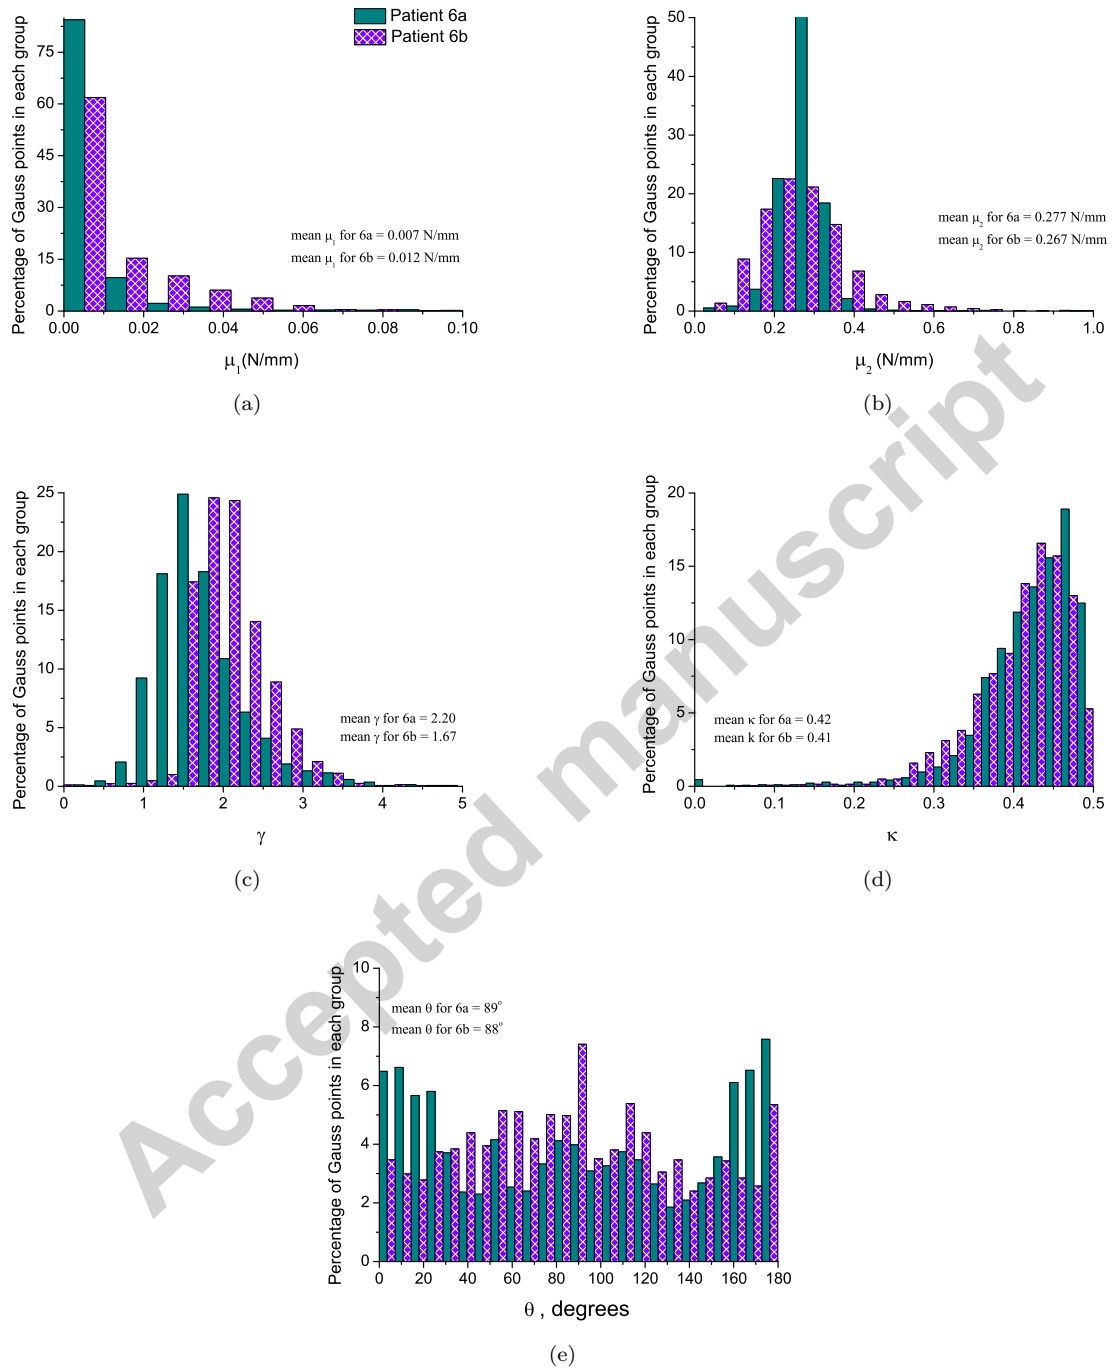 Patient 6a
Patient 6b
Percentage of Gauss points in each group
75
60
45
30
15
0
0.00 0.02 0.04 0.06 0.08 0.10
mean μ1 for 6a = 0.007 N/mm
mean μ1 for 6b = 0.012 N/mm
μ1(N/mm)
(a)
Percentage of Gauss points in each group
50
40
30
20
10
0
0.2 0.4 0.6 0.8 1.0
mean μ2 for 6a = 0.277 N/mm
mean μ2 for 6b = 0.267 N/mm
μ2 (N/mm)
(b)
Percentage of Gauss points in each group
25
20
15
10
5
0
0 1 2 3 4 5
mean γ for 6a = 2.20
mean γ for 6b = 1.67
γ
(c)
Percentage of Gauss points in each group
20
15
10
5
0
0.0 0.1 0.2 0.3 0.4 0.5
mean κ for 6a = 0.42
mean k for 6b = 0.41
κ
(d)
Percentage of Gauss points in each group
10
8
6
4
2
0
0 20 40 60 80 100 120 140 160 180
mean θ for 6a = 89°
mean θ for 6b = 88°
θ , degrees
(e)
Accepted manuscript